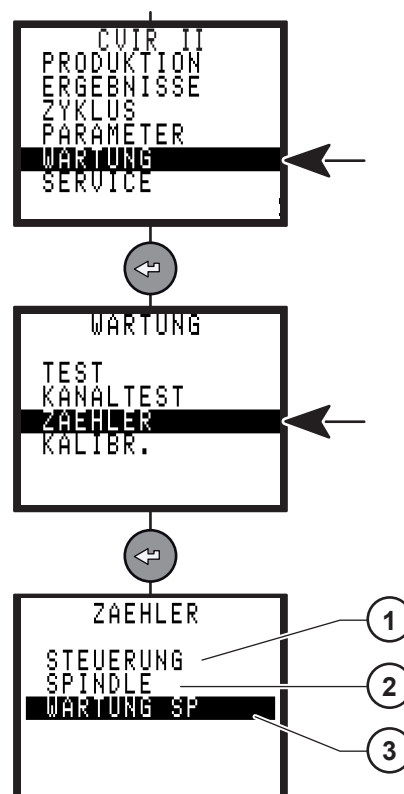 CVIR II
PRODUKTION
ERGEBNISSE
ZYKLUS
PARAMETER
WARTUNG
SERVICE
WARTUNG
TEST
KANALTEST
ZAEHLER
KALIBR.
ZAEHLER
STEUERUNG
1
SPINDLE
2
WARTUNG SP
3